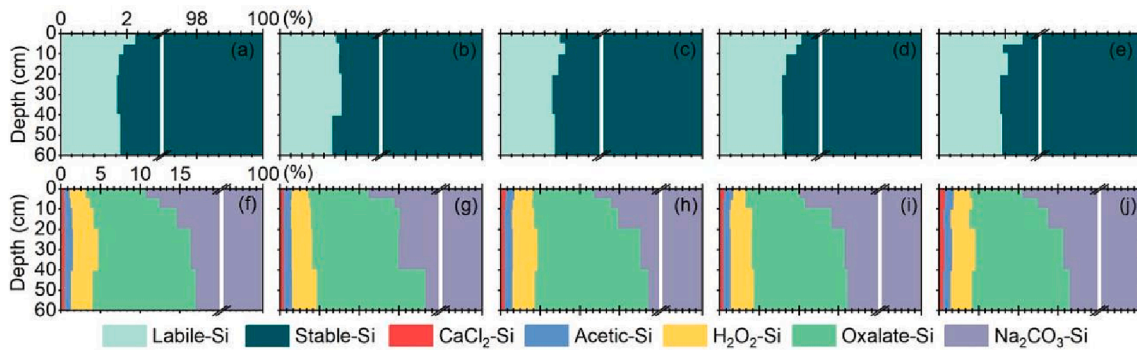 0 2 98 100 (%)
Depth (cm)
0
10
20
30
40
50
60
(a) (b) (c) (d) (e)
0 5 10 15 100 (%)
Depth (cm)
0
10
20
30
40
50
60
(f) (g) (h) (i) (j)
Labile-Si Stable-Si CaCl₂-Si Acetic-Si H₂O₂-Si Oxalate-Si Na₂CO₃-Si